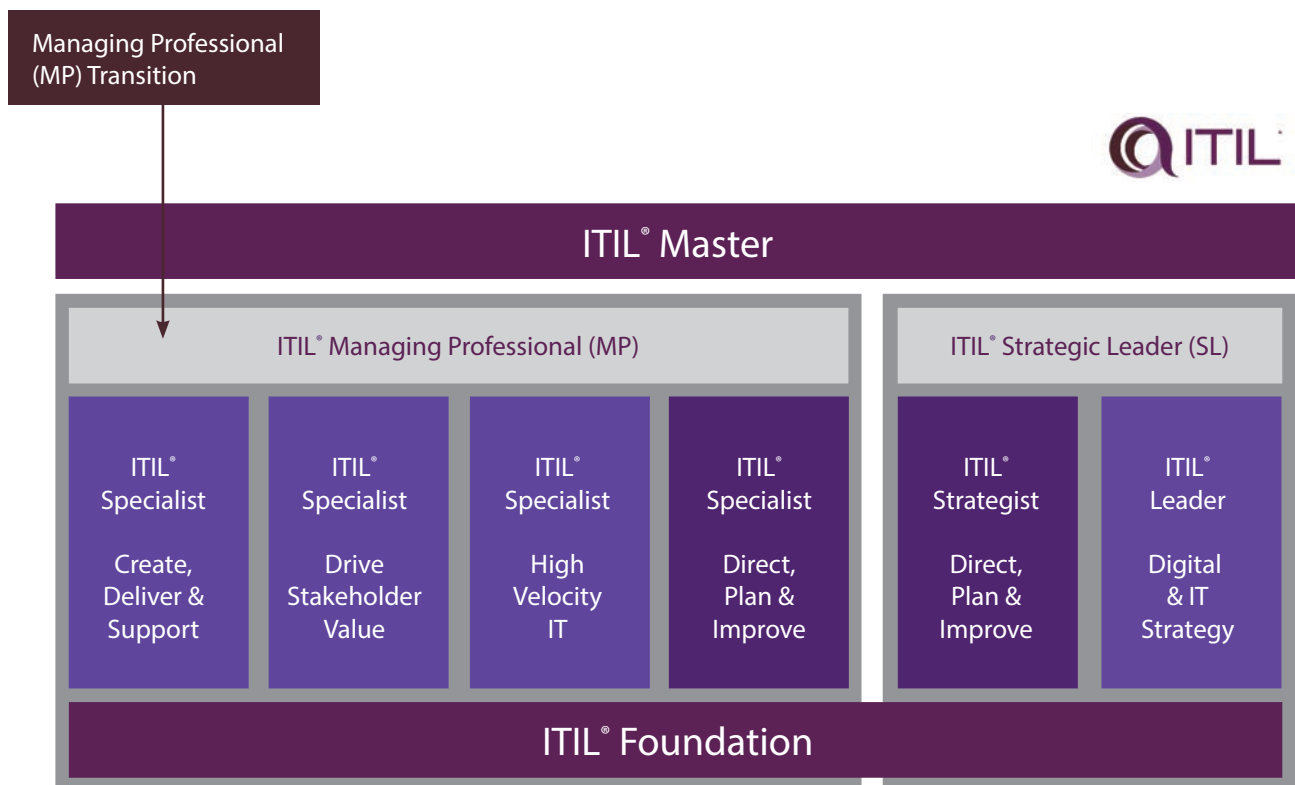 Managing Professional
(MP) Transition
ITIL
ITIL® Master
ITIL® Managing Professional (MP)
ITIL® Strategic Leader (SL)
ITIL®
Specialist
Create,
Deliver &
Support
ITIL®
Specialist
Drive
Stakeholder
Value
ITIL®
Specialist
High
Velocity
IT
ITIL®
Specialist
Direct,
Plan &
Improve
ITIL®
Strategist
Direct,
Plan &
Improve
ITIL®
Leader
Digital
& IT
Strategy
ITIL® Foundation